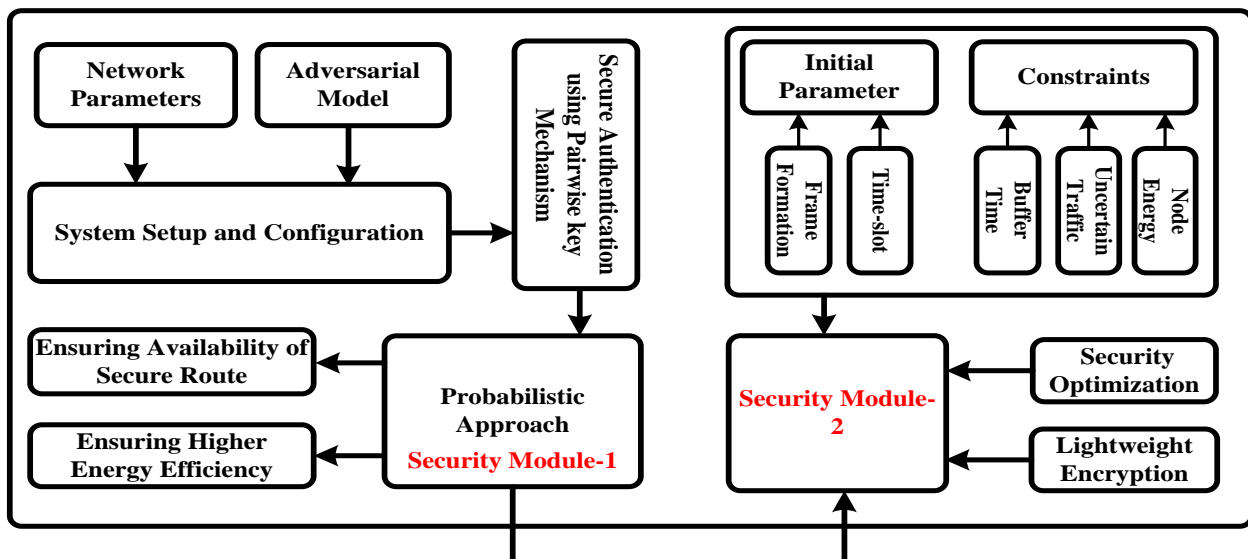 Network
Parameters
Adversarial
Model
System Setup and Configuration
Secure Authentication
using Pairwise key
Mechanism
Ensuring Availability of
Secure Route
Ensuring Higher
Energy Efficiency
Probabilistic
Approach
Security Module-1
Initial
Parameter
Constraints
Frame
Formation
Time-slot
Buffer
Time
Uncertain
Traffic
Node
Energy
Security Module-
2
Security
Optimization
Lightweight
Encryption